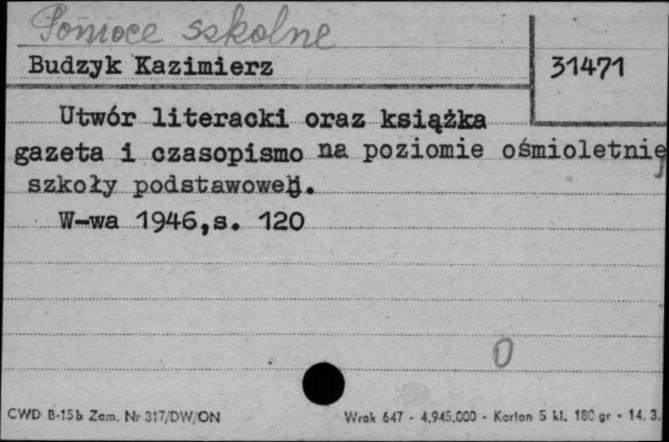 Pomoce szkolne
Budzyk Kazimierz
31471
Utwór literacki oraz książka
gazeta i czasopismo na poziomie ośmioletniej
szkoły podstawowej.
W-wa 1946,s. 120
0
CWD B-15b Zam. Nr 317/DW/ON
Wrak 647 - 4.945.000 - Karton 5 kl. 180 gr - 14. 3.